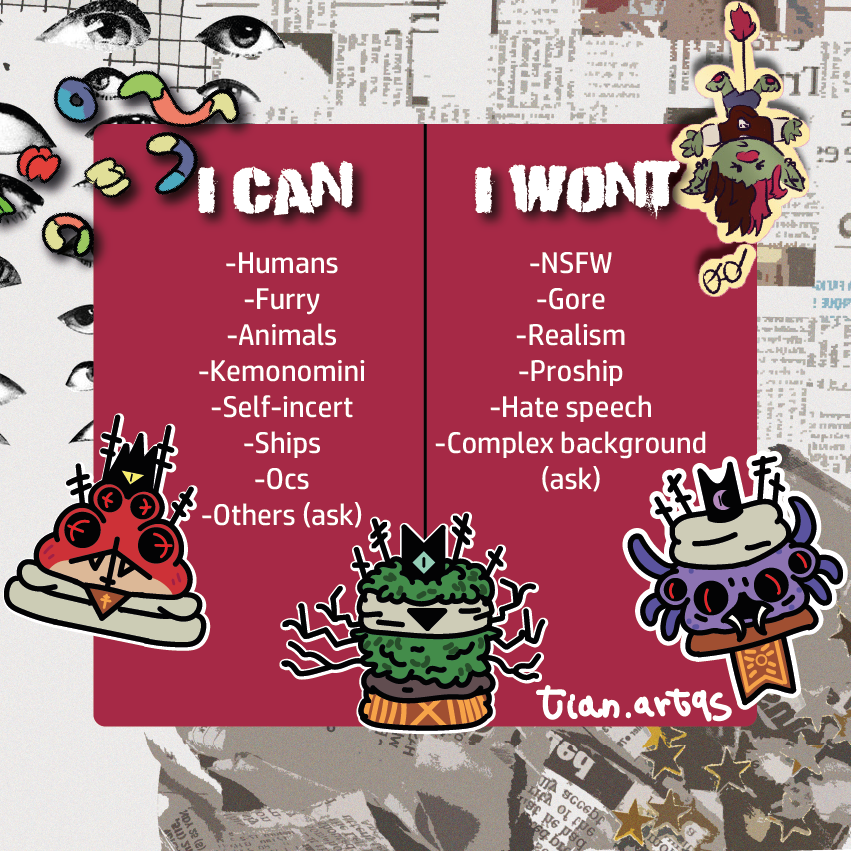 I CAN
-Humans
-Furry
-Animals
-Kemonomini
-Self-incert
-Ships
-Ocs
-Others (ask)
I WONT
-NSFW
-Gore
-Realism
-Proship
-Hate speech
-Complex background
(ask)
tian.artqs